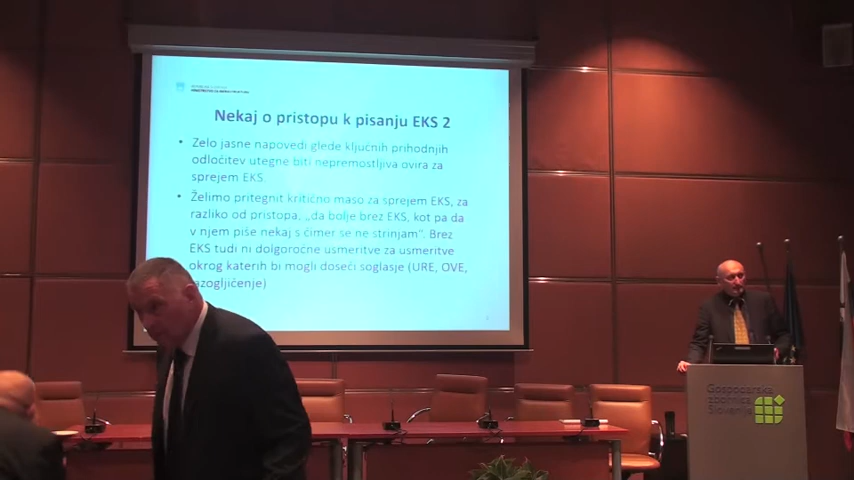 Nekaj o pristopu k pisanju EKS 2
• Zelo jasne napovedi glede ključnih prihodnjih
odločitev utegne biti nepremostljiva ovira za
sprejem EKS.
• Želimo pritegnit kritično maso za sprejem EKS, za
razliko od pristopa, „da bolje brez EKS, kot pa da
v njem piše nekaj s čimer se ne strinjam“. Brez
EKS tudi ni dolgoročne usmeritve za usmeritve
okrog katerih bi mogli doseči soglasje (URE, OVE,
azogljičenje)
Gospodarska
zbornica
Slovenije